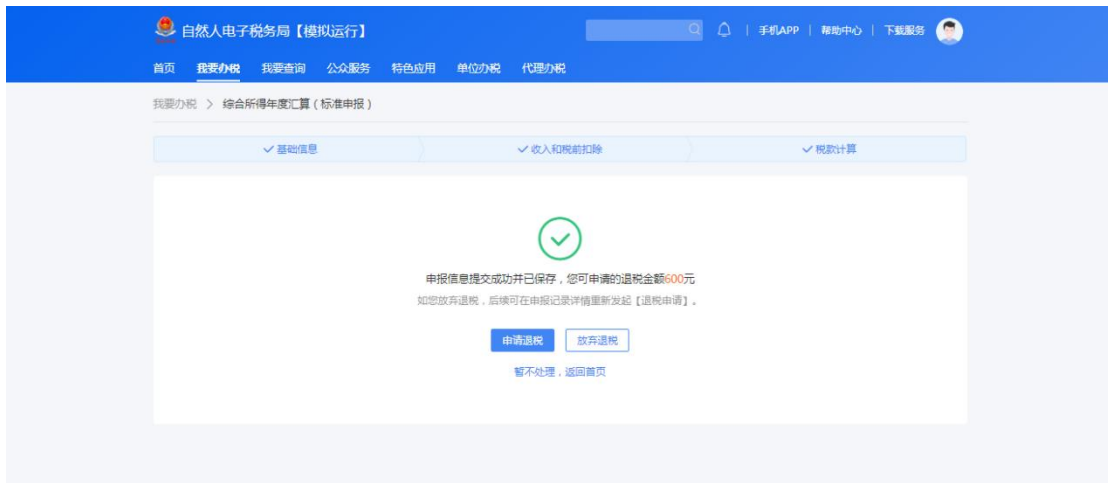 自然人电子税务局【模拟运行】
手机APP | 帮助中心 | 下载服务
首页 我要办税 我要查询 公众服务 特色应用 单位办税 代理办税
我要办税 > 综合所得年度汇算（标准申报）
基础信息 收入和税前扣除 税款计算
申报信息提交成功并已保存，您可申请的退税金额600元
如您放弃退税，后续可在申报记录详情重新发起【退税申请】。
申请退税 放弃退税
暂不处理，返回首页